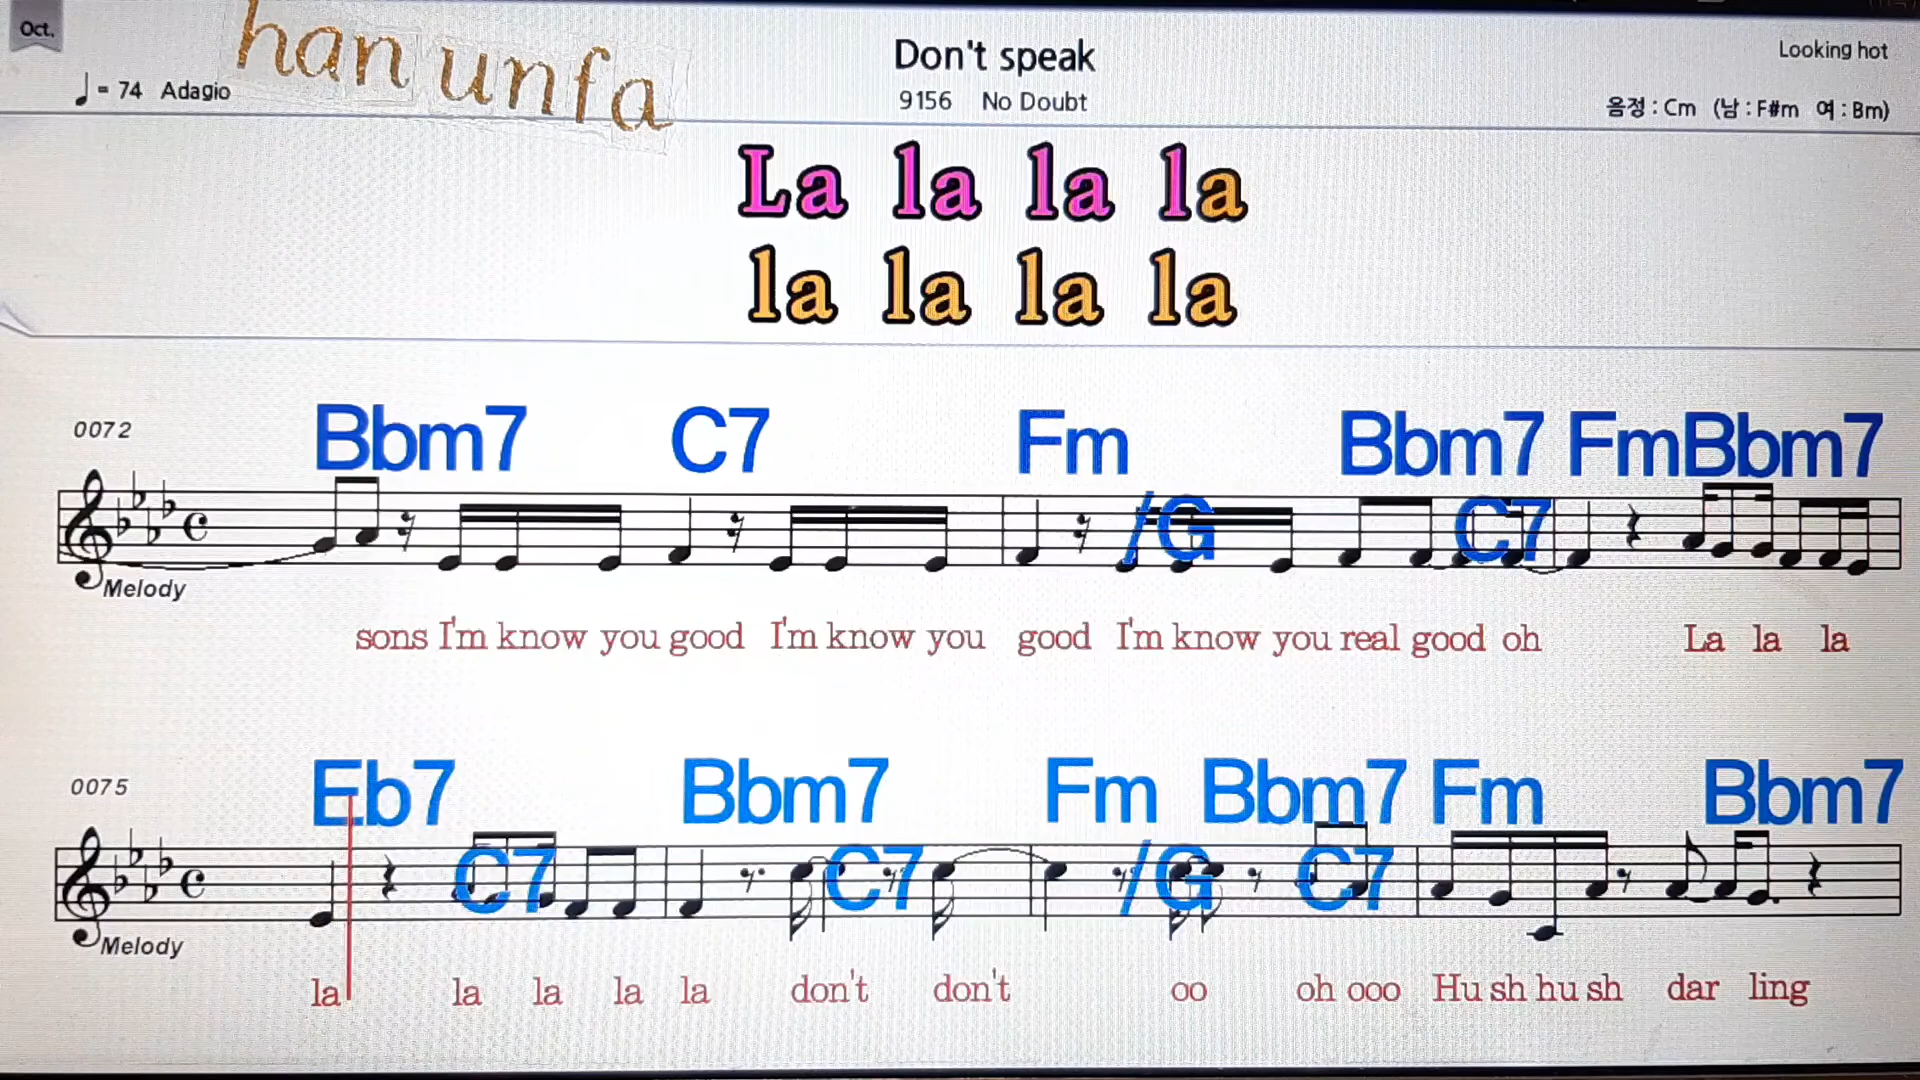 Oct.
han unfa
Don't speak
Looking hot
♩ = 74 Adagio
9156 No Doubt
음정 : Cm (남 : F#m 여 : Bm)
La la la la
la la la la
0072
Bbm7 C7 Fm /G Bbm7 C7 Fm Bbm7
Melody
sons I'm know you good I'm know you good I'm know you real good oh La la la
0075
Eb7 C7 Bbm7 C7 Fm /G Bbm7 C7 Fm Bbm7
Melody
la la la la la don't don't oo oh ooo Hu sh hu sh dar ling